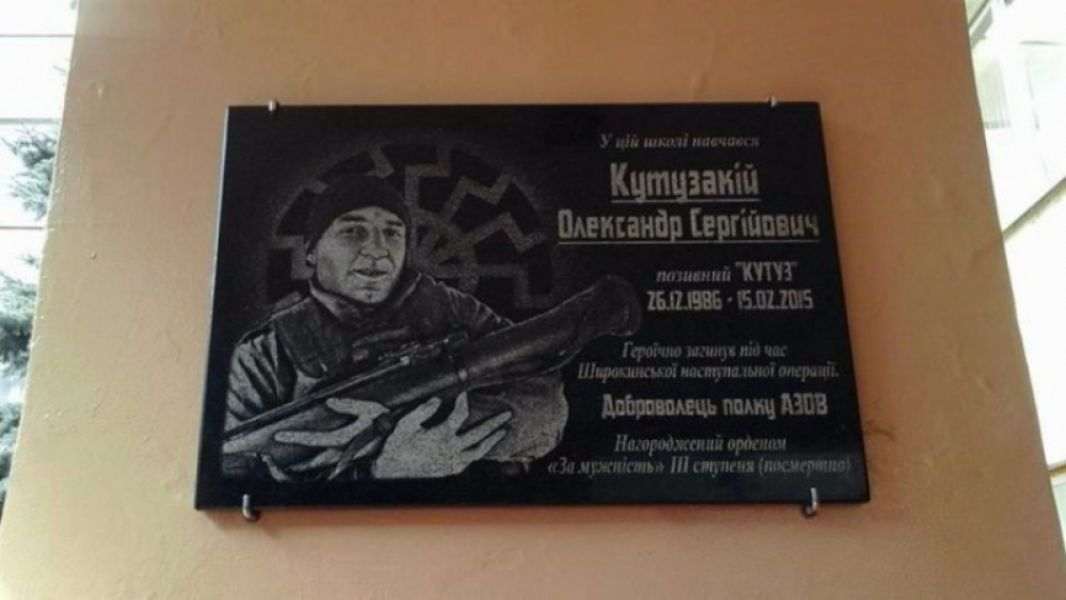 У цій школі навчався
Кутузакій
Олександр Сергійович
позивний "КУТУЗ"
26.12.1986 - 15.02.2015
Героїчно загинув під час
Широкинської наступальної операції.
Доброволець полку АЗОВ
Нагороджений орденом
«За мужність» III ступеня (посмертно)